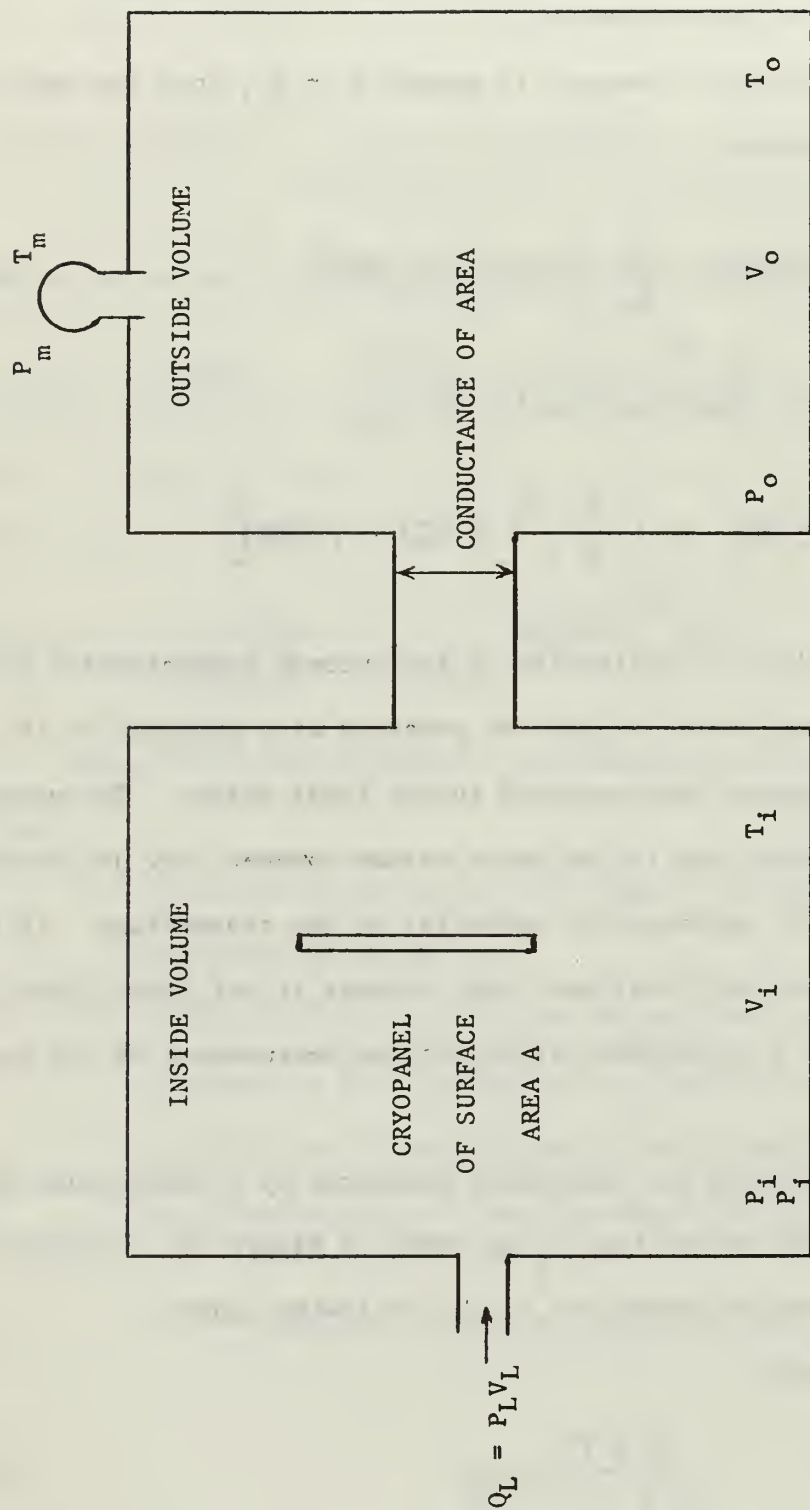 P_m T_m
INSIDE VOLUME
OUTSIDE VOLUME
CRYOPANEL
OF SURFACE
AREA A
CONDUCTANCE OF AREA
Q_L = P_L V_L
P_i V_i T_i
P_i
P_o V_o T_o